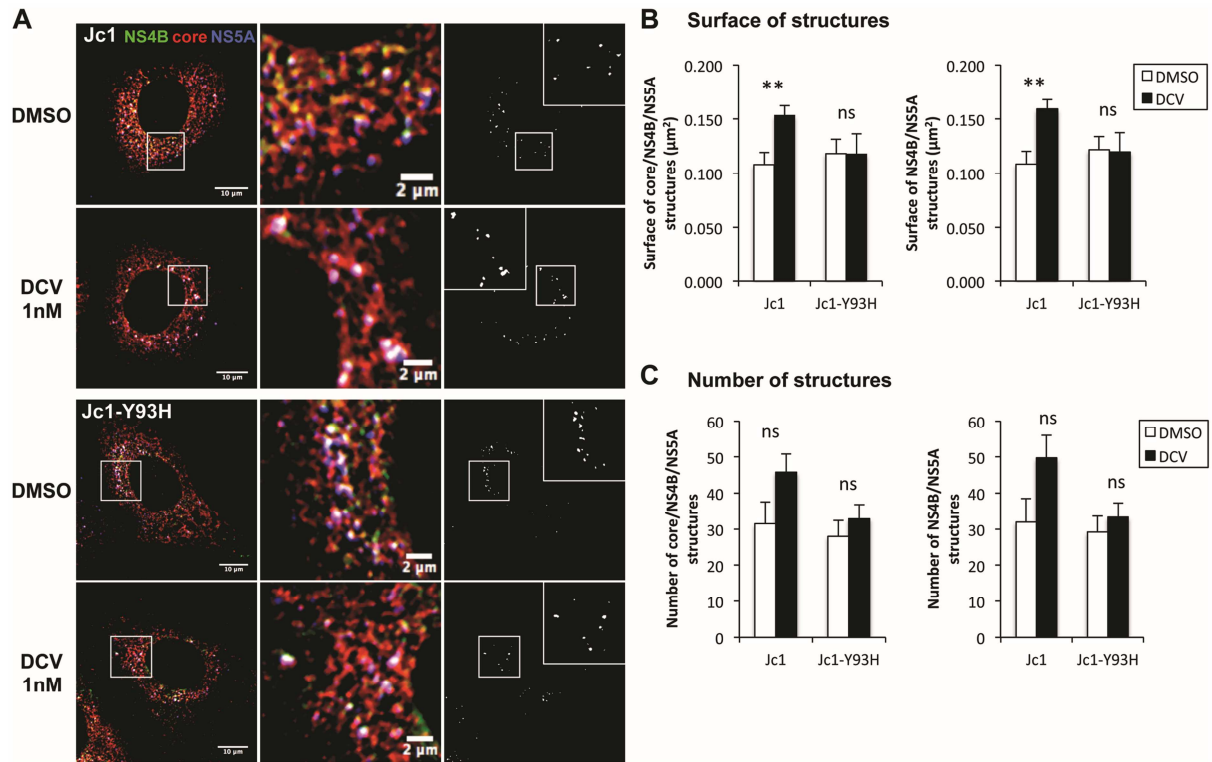 A
Jc1 NS4B core NS5A
DMSO
10 µm
2 µm
DCV
1nM
10 µm
2 µm
Jc1-Y93H
DMSO
10 µm
2 µm
DCV
1nM
10 µm
2 µm
B Surface of structures
Surface of core/NS4B/NS5A
structures (µm²)
0.200
0.150
0.100
0.050
0.000
**
ns
Jc1 Jc1-Y93H
Surface of NS4B/NS5A
structures (µm²)
0.200
0.150
0.100
0.050
0.000
**
ns
Jc1 Jc1-Y93H
DMSO
DCV
C Number of structures
Number of core/NS4B/NS5A
structures
60
50
40
30
20
10
0
ns
ns
Jc1 Jc1-Y93H
Number of NS4B/NS5A
structures
60
50
40
30
20
10
0
ns
ns
Jc1 Jc1-Y93H
DMSO
DCV